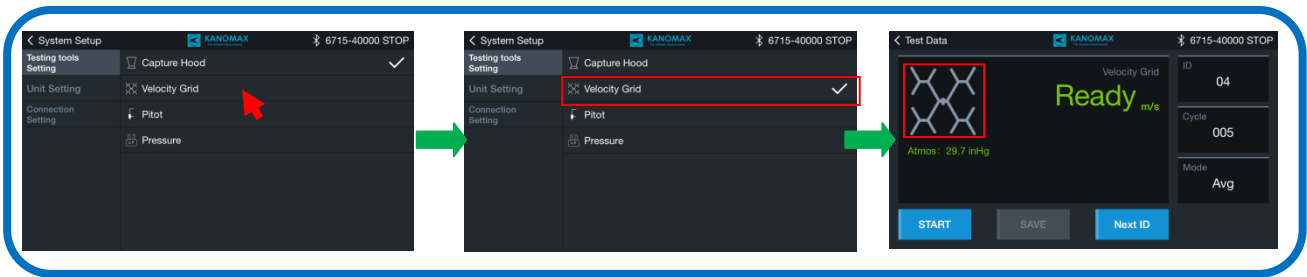 System Setup
KANOMAX
6715-40000 STOP
Testing tools
Setting
Capture Hood
Unit Setting
Velocity Grid
Connection
Setting
Pitot
Pressure
System Setup
KANOMAX
6715-40000 STOP
Testing tools
Setting
Capture Hood
Unit Setting
Velocity Grid
Connection
Setting
Pitot
Pressure
Test Data
KANOMAX
6715-40000 STOP
Velocity Grid
Ready m/s
Atmos: 29.7 inHg
ID
04
Cycle
005
Mode
Avg
START
SAVE
Next ID